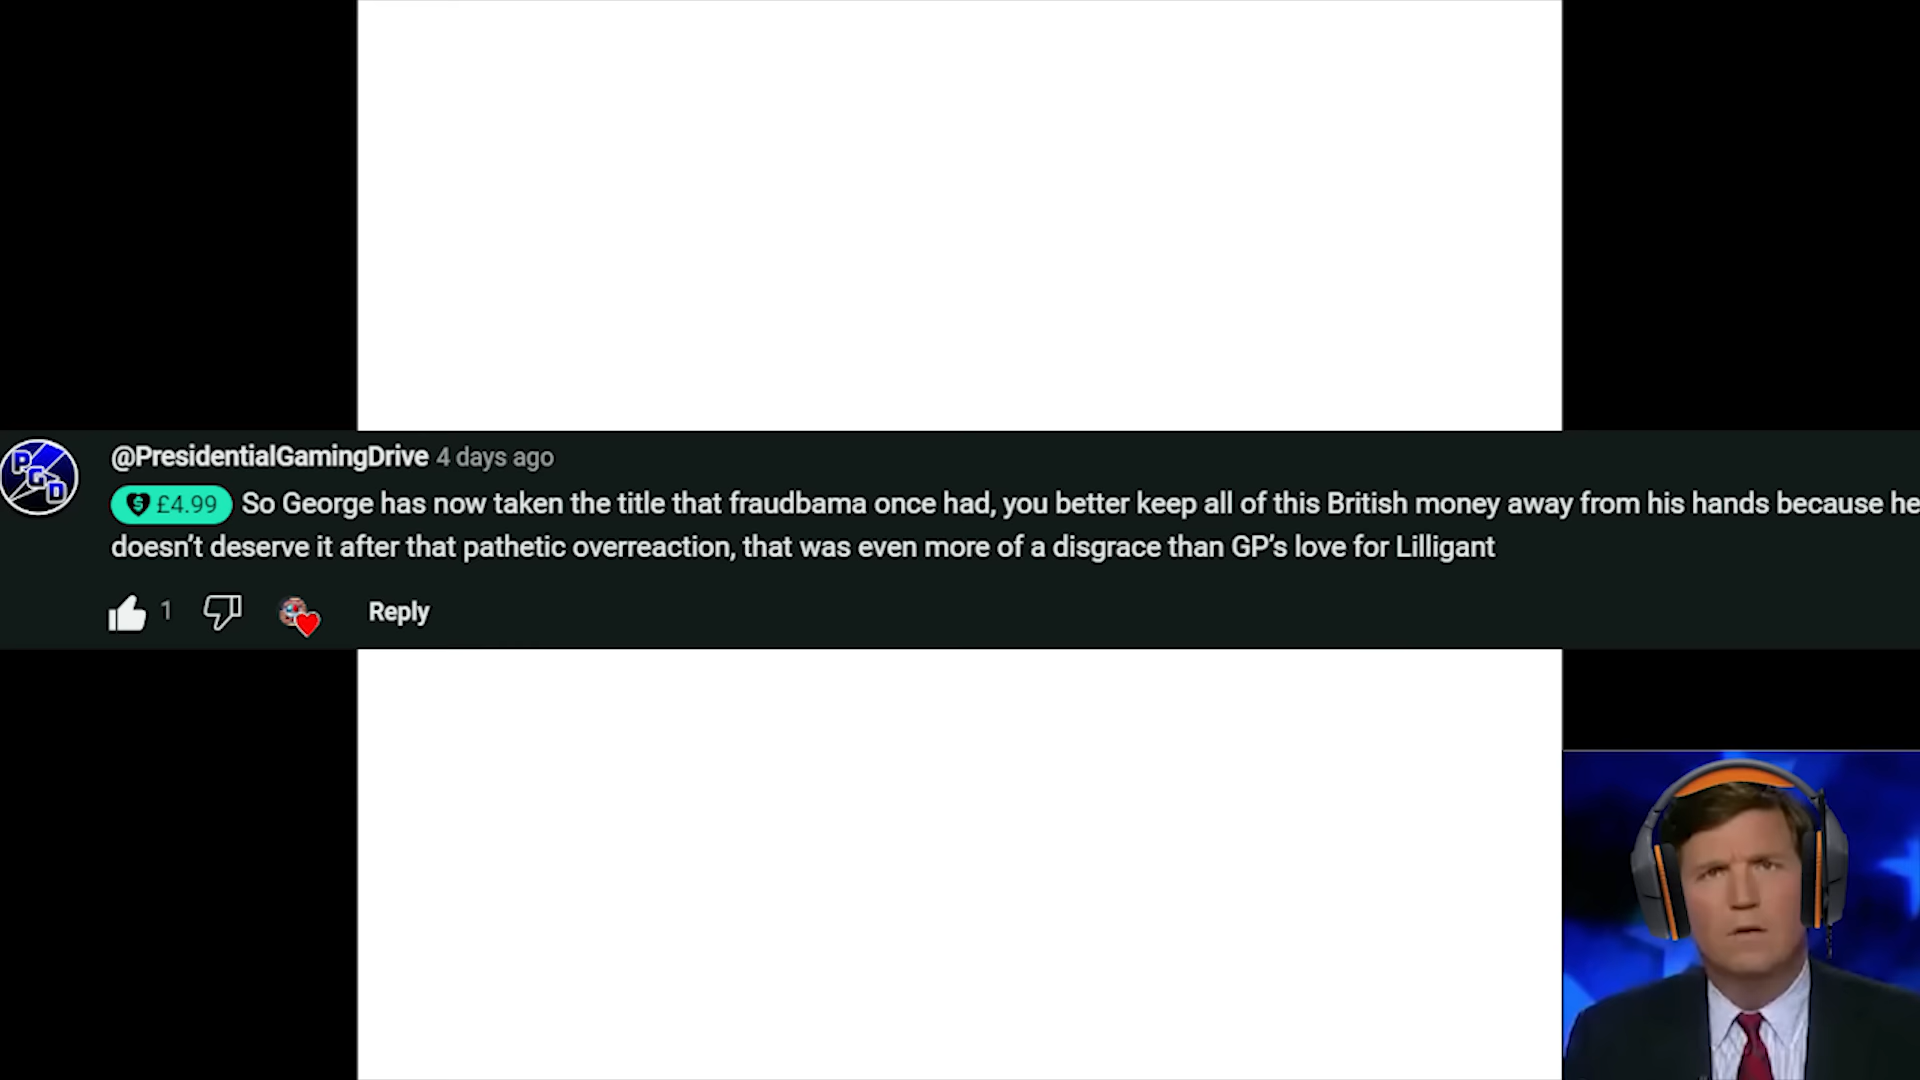 PGD
@PresidentialGamingDrive 4 days ago
£4.99 So George has now taken the title that fraudbama once had, you better keep all of this British money away from his hands because he
doesn't deserve it after that pathetic overreaction, that was even more of a disgrace than GP's love for Lilligant
1 Reply